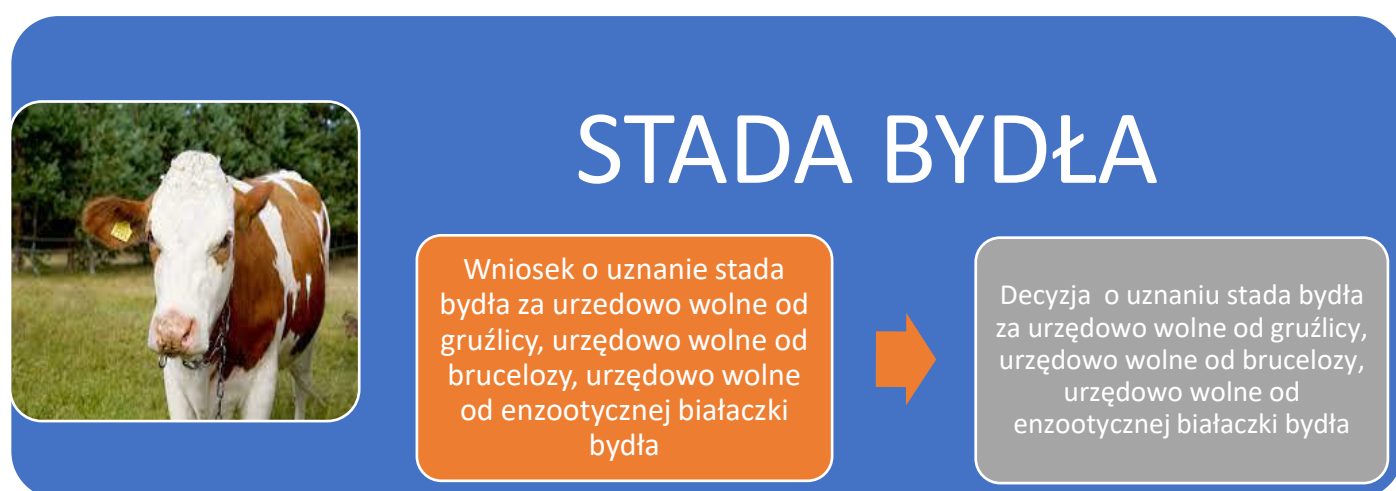 STADA BYDŁA
Wniosek o uznanie stada
bydła za urzedowo wolne od
gruźlicy, urzędowo wolne od
brucelozy, urzędowo wolne
od enzootycznej białaczki
bydła
Decyzja o uznaniu stada bydła
za urzędowo wolne od gruźlicy,
urzędowo wolne od brucelozy,
urzędowo wolne od
enzootycznej białaczki bydła